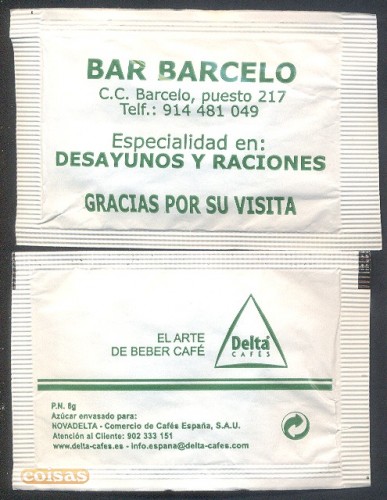 BAR BARCELO
C.C. Barcelo, puesto 217
Telf.: 914 481 049
Especialidad en:
DESAYUNOS Y RACIONES
GRACIAS POR SU VISITA
EL ARTE
DE BEBER CAFÉ
Delta
CAFÉS
P.N. 8g
Azúcar envasado para:
NOVADELTA - Comercio de Cafés España, S.A.U.
Atención al Cliente: 902 333 151
www.delta-cafes.es - info.espana@delta-cafes.com
coisas